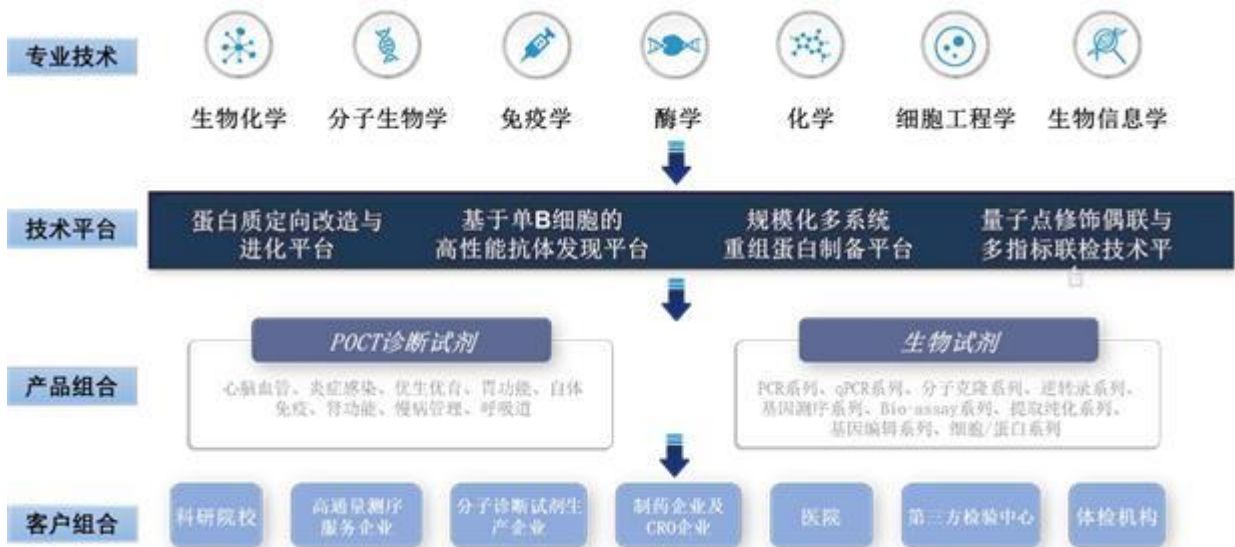 专业技术
生物化学 分子生物学 免疫学 酶学 化学 细胞工程学 生物信息学
技术平台
蛋白质定向改造与
进化平台
基于单B细胞的
高性能抗体发现平台
规模化多系统
重组蛋白制备平台
量子点修饰偶联与
多指标联检技术平
台
产品组合
POCT诊断试剂
心脑血管、炎症感染、优生优育、胃功能、自体
免疫、肾功能、慢病管理、呼吸道
生物试剂
PCR系列、qPCR系列、分子克隆系列、逆转录系列、
基因测序系列、Bio-assay系列、提取纯化系列、
基因编辑系列、细胞/蛋白系列
客户组合
科研院校
高通量测序
服务企业
分子诊断试剂生
产企业
制药企业及
CRO企业
医院
第三方检验中心
体检机构